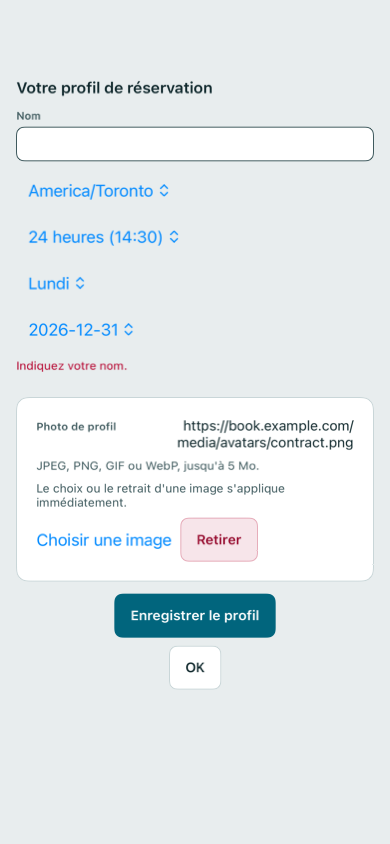 Votre profil de réservation
Nom
America/Toronto
24 heures (14:30)
Lundi
2026-12-31
Indiquez votre nom.
Photo de profil
https://book.example.com/
media/avatars/contract.png
JPEG, PNG, GIF ou WebP, jusqu'à 5 Mo.
Le choix ou le retrait d'une image s'applique
immédiatement.
Choisir une image
Retirer
Enregistrer le profil
OK